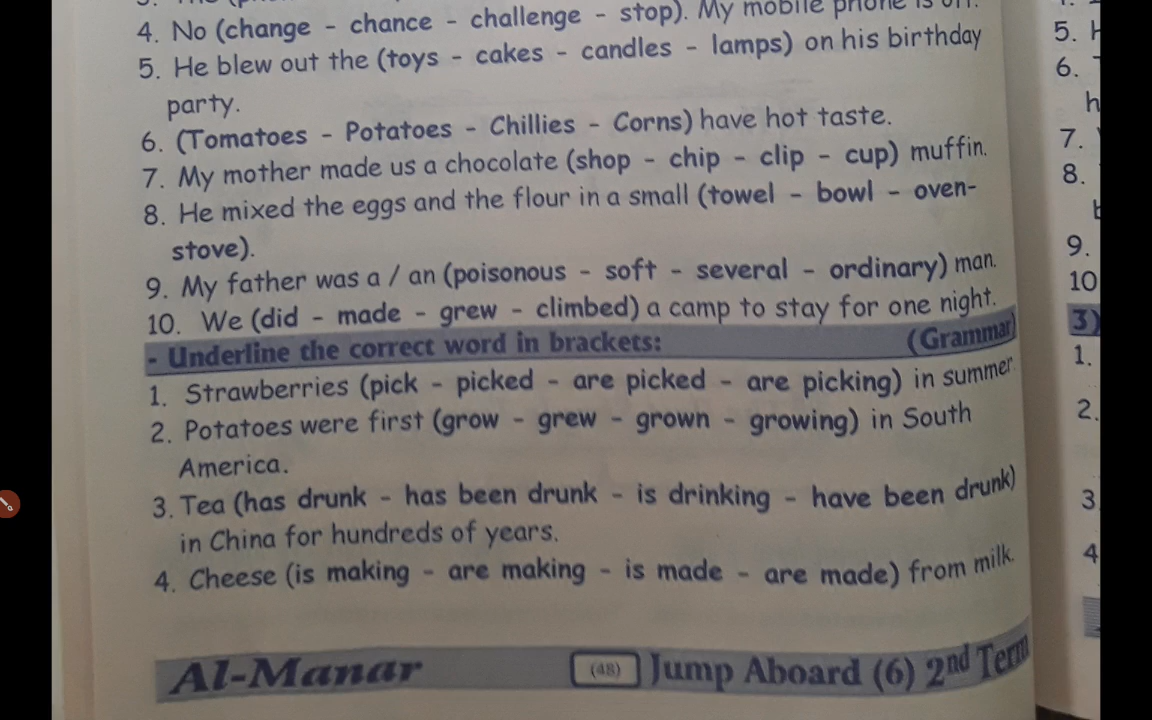 4. No (change - chance - challenge - stop). My mobile phone is off.
5. He blew out the (toys - cakes - candles - lamps) on his birthday
party.
6. (Tomatoes - Potatoes - Chillies - Corns) have hot taste.
7. My mother made us a chocolate (shop - chip - clip - cup) muffin.
8. He mixed the eggs and the flour in a small (towel - bowl - oven-
stove).
9. My father was a / an (poisonous - soft - several - ordinary) man.
10. We (did - made - grew - climbed) a camp to stay for one night.
- Underline the correct word in brackets: (Grammar)
1. Strawberries (pick - picked - are picked - are picking) in summer
2. Potatoes were first (grow - grew - grown - growing) in South
America.
3. Tea (has drunk - has been drunk - is drinking - have been drunk)
in China for hundreds of years.
4. Cheese (is making - are making - is made - are made) from milk.
Al-Manar (48) Jump Aboard (6) 2nd Term
5.
6.
7.
8.
9.
10
3)
1.
2.
3
4